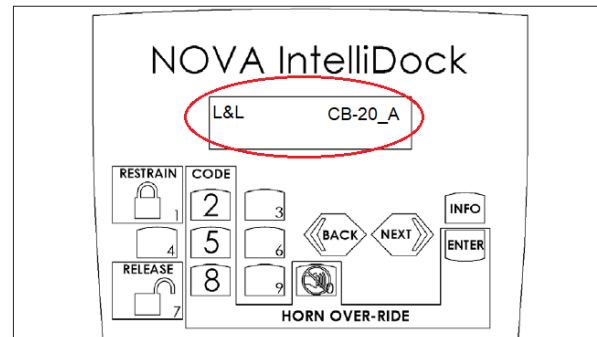 NOVA IntelliDock
L&L CB-20_A
RESTRAIN CODE
1 2 3
INFO
4 5 6
BACK NEXT
ENTER
RELEASE
7 8 9
HORN OVER-RIDE